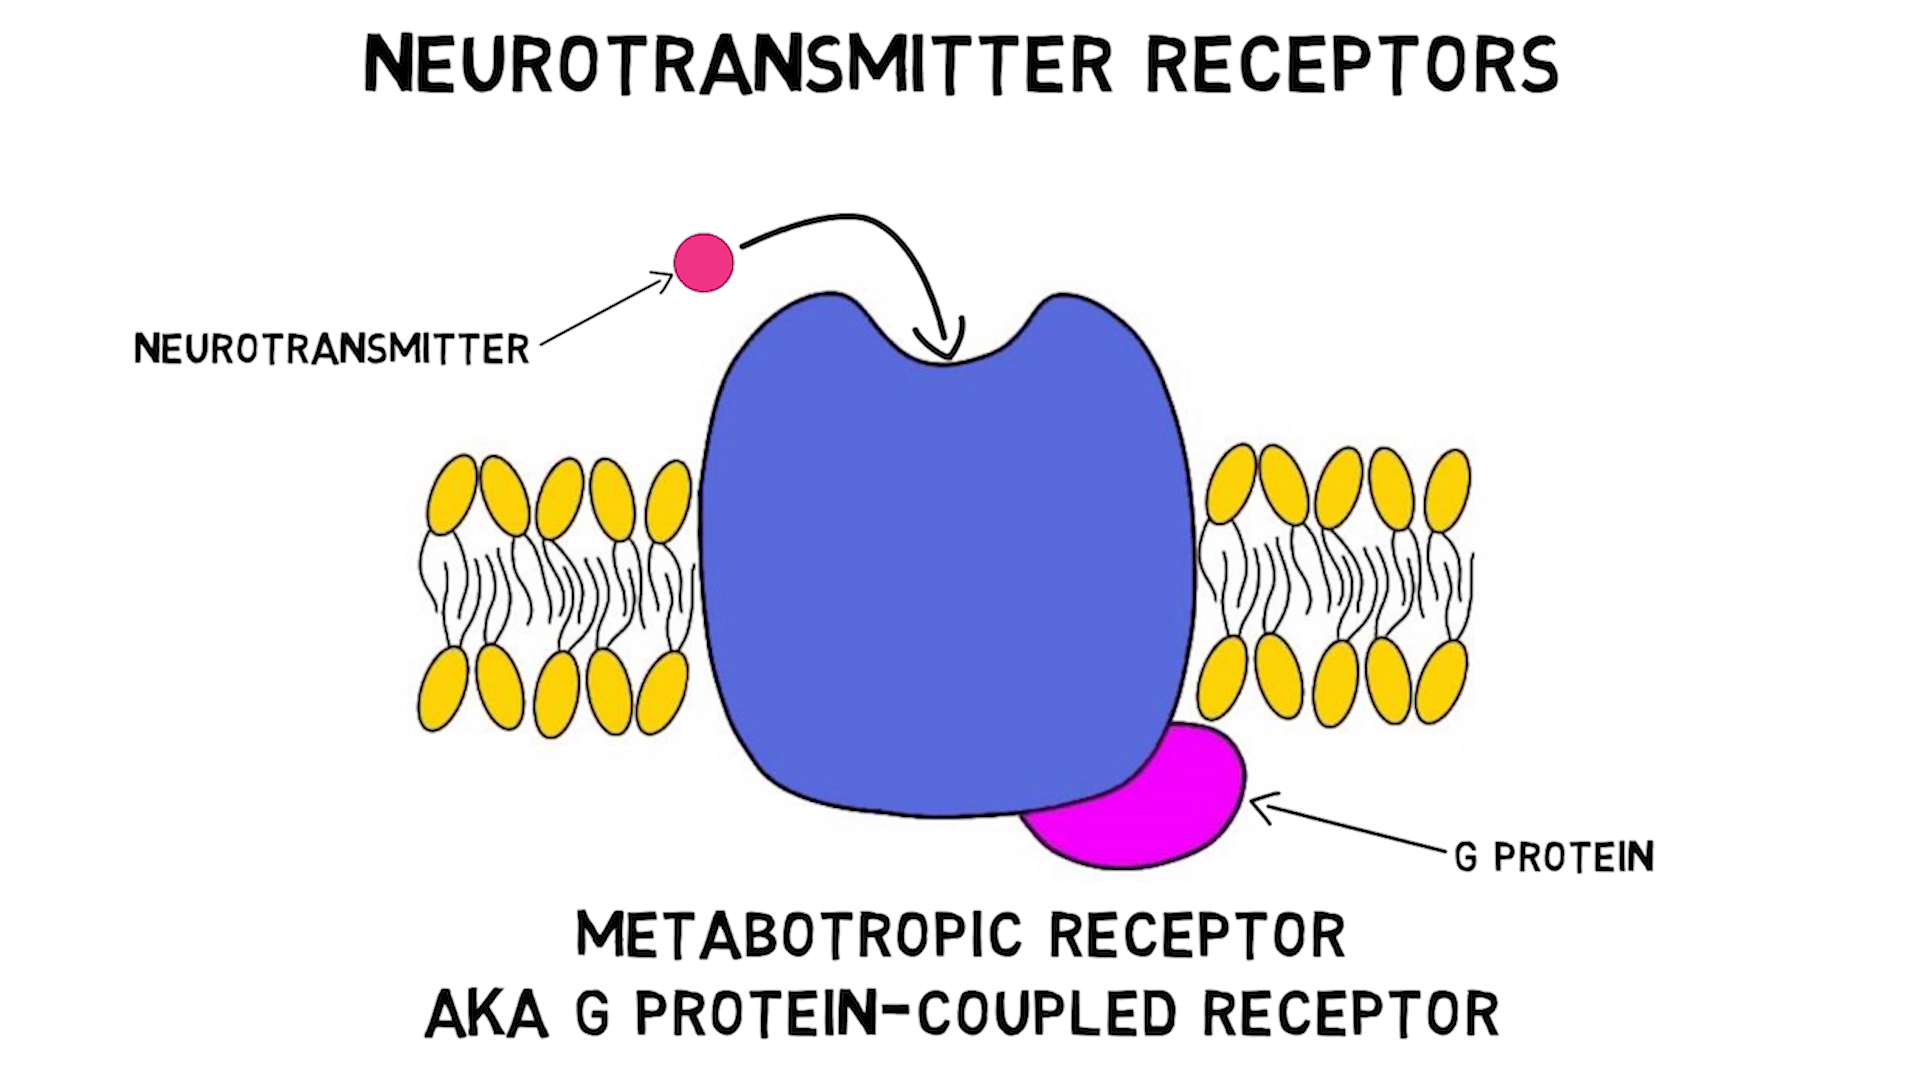 NEUROTRANSMITTER RECEPTORS
NEUROTRANSMITTER
G PROTEIN
METABOTROPIC RECEPTOR
AKA G PROTEIN-COUPLED RECEPTOR